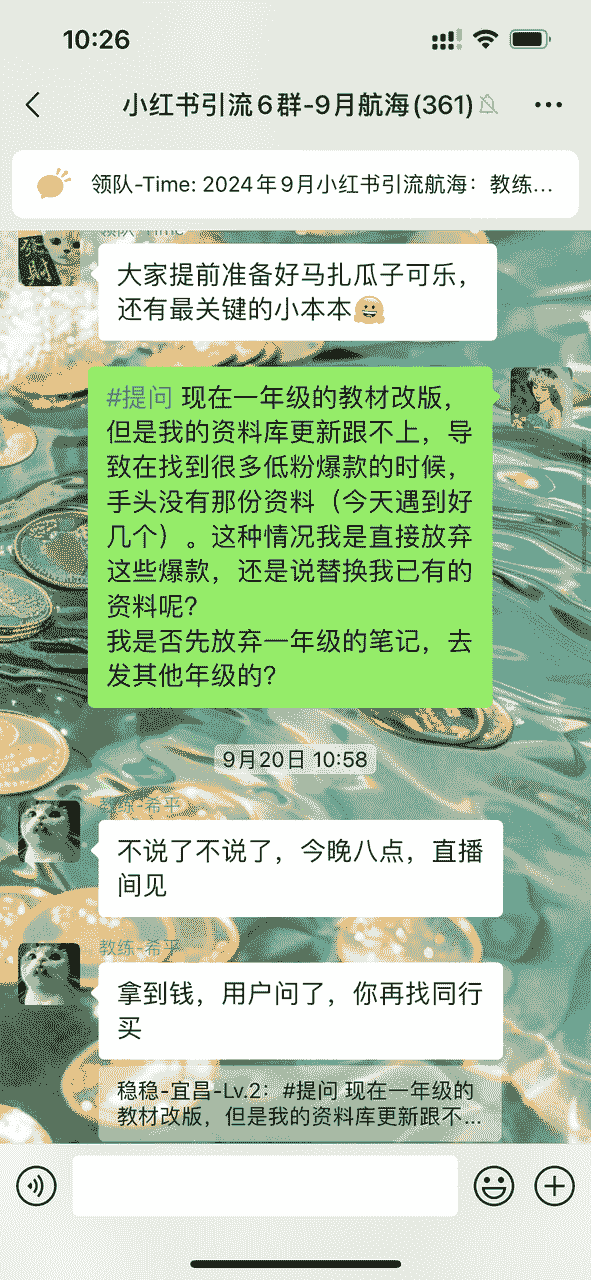 10:26
小红书引流6群-9月航海(361)
领队-Time: 2024年9月小红书引流航海：教练...
领队-Time
大家提前准备好马扎瓜子可乐，
还有最关键的小本本
#提问 现在一年级的教材改版，
但是我的资料库更新跟不上，导
致在找到很多低粉爆款的时候，
手头没有那份资料（今天遇到好
几个）。这种情况我是直接放弃
这些爆款，还是说替换我已有的
资料呢？
我是否先放弃一年级的笔记，去
发其他年级的？
9月20日 10:58
教练-希平
不说了不说了，今晚八点，直播
间见
教练-希平
拿到钱，用户问了，你再找同行
买
稳稳-宜昌-Lv.2：#提问 现在一年级的
教材改版，但是我的资料库更新跟不...